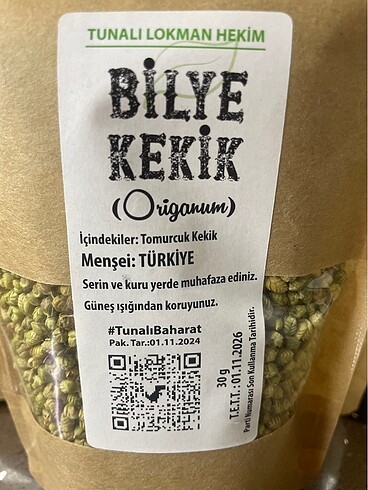 TUNALI LOKMAN HEKİM
BİLYE
KEKİK
(Origanum)
İçindekiler: Tomurcuk Kekik
Menşei: TÜRKİYE
Serin ve kuru yerde muhafaza ediniz.
Güneş ışığından koruyunuz.
#TunalıBaharat
Pak. Tar.:01.11.2024
30 g
T.E.T.T.:01.11.2026
Parti Numarası Son Kullanma Tarihidir.